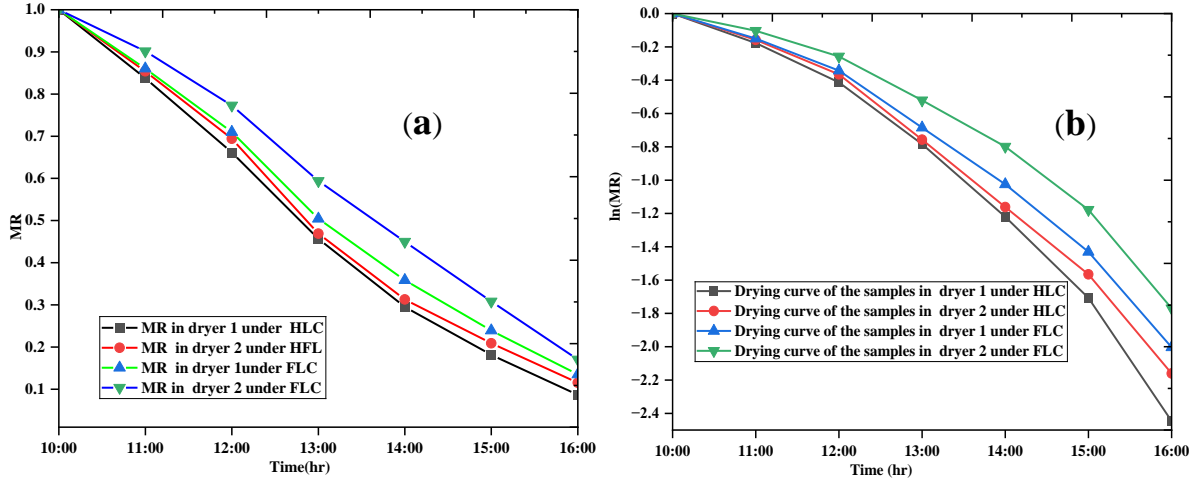 1.0
0.9
0.8
0.7
0.6
0.5
0.4
0.3
0.2
0.1
MR
(a)
MR in dryer 1 under HLC
MR in dryer 2 under HFL
MR in dryer 1under FLC
MR in dryer 2 under FLC
10:00 11:00 12:00 13:00 14:00 15:00 16:00
Time(hr)
0.0
−0.2
−0.4
−0.6
−0.8
−1.0
−1.2
−1.4
−1.6
−1.8
−2.0
−2.2
−2.4
ln(MR)
(b)
Drying curve of the samples in dryer 1 under HLC
Drying curve of the samples in dryer 2 under HLC
Drying curve of the samples in dryer 1 under FLC
Drying curve of the samples in dryer 2 under FLC
10:00 11:00 12:00 13:00 14:00 15:00 16:00
Time (hr)